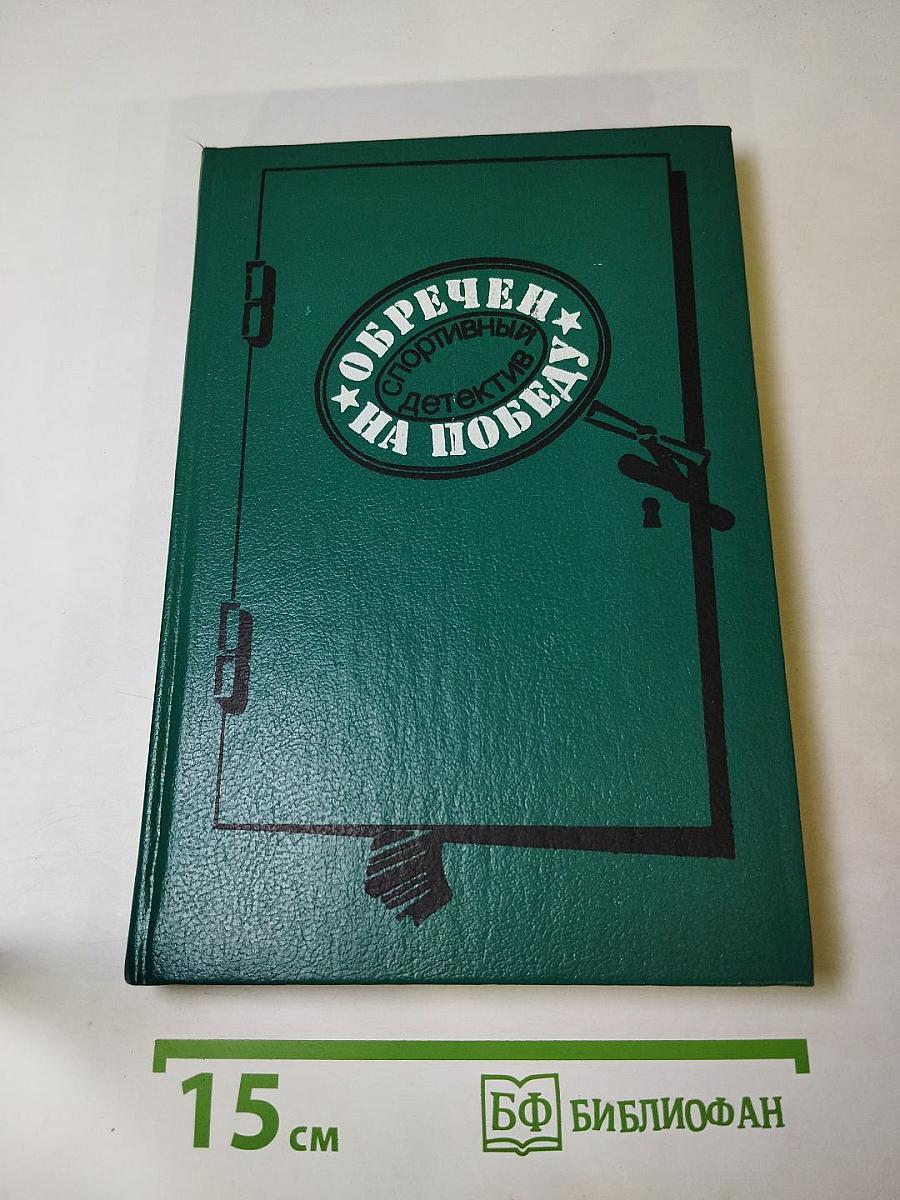 ОБРЕЧЕН
НА ПОБЕДУ
спортивный
детектив
15 см
БФ БИБЛИОФАН